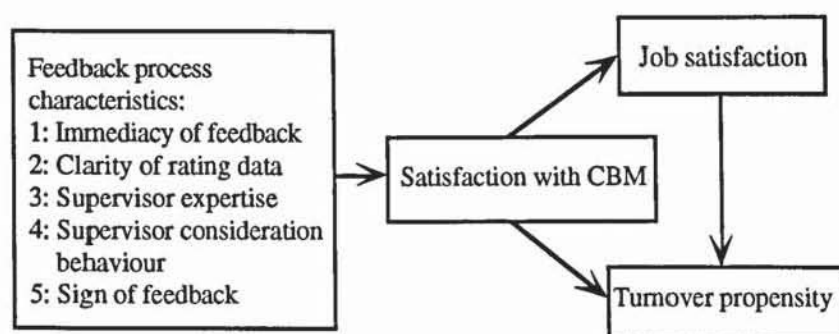 Feedback process
characteristics:
1: Immediacy of feedback
2: Clarity of rating data
3: Supervisor expertise
4: Supervisor consideration
behaviour
5: Sign of feedback
Satisfaction with CBM
Job satisfaction
Turnover propensity